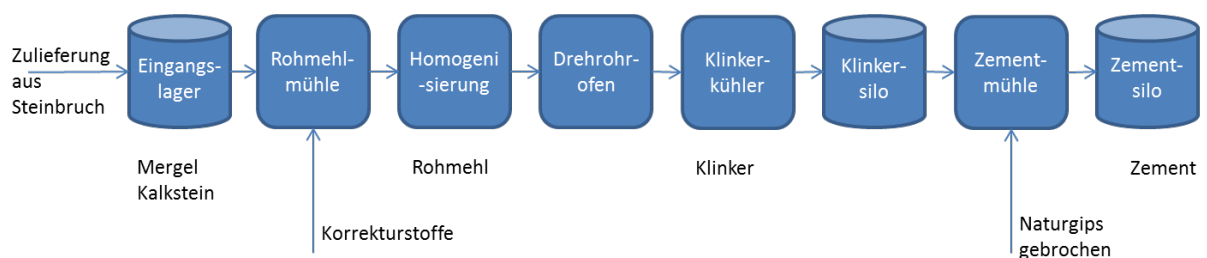 Zulieferung
aus
Steinbruch
Eingangs-
lager
Rohmehl-
mühle
Homogeni
-sierung
Drehrohr-
ofen
Klinker-
kühler
Klinker-
silo
Zement-
mühle
Zement-
silo
Mergel
Kalkstein
Rohmehl
Klinker
Zement
Korrekturstoffe
Naturgips
gebrochen